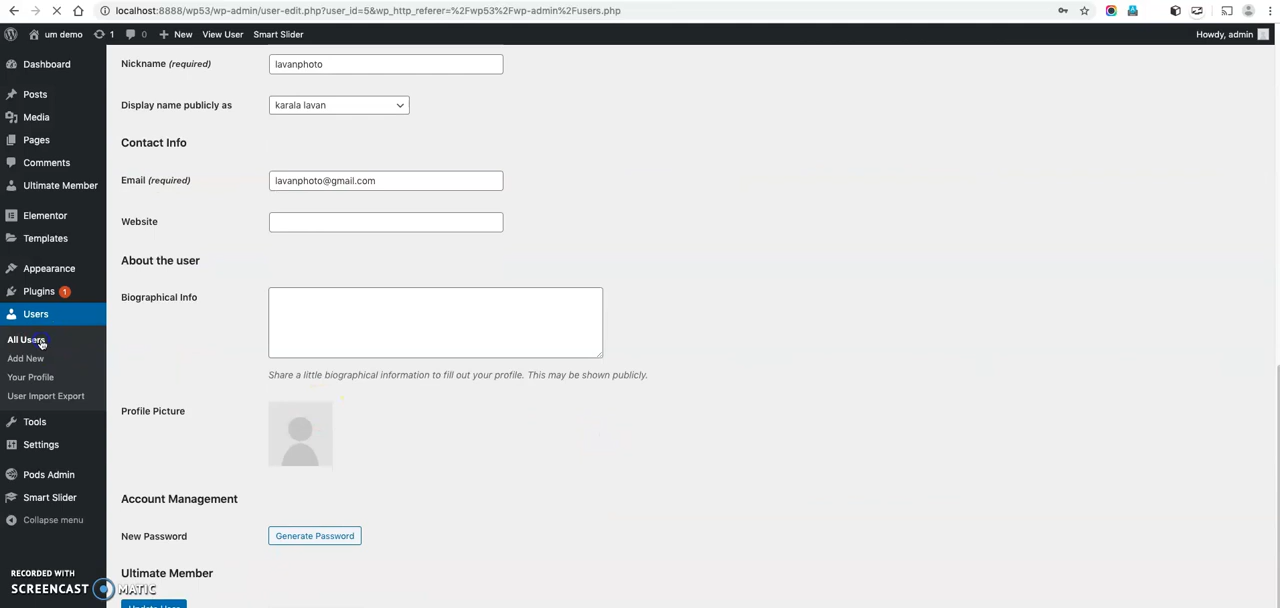 localhost:8888/wp53/wp-admin/user-edit.php?user_id=5&wp_http_referer=%2Fwp53%2Fwp-admin%2Fusers.php
um demo 1 0 New View User Smart Slider Howdy, admin
Dashboard
Posts
Media
Pages
Comments
Ultimate Member
Elementor
Templates
Appearance
Plugins 1
Users
All Users
Add New
Your Profile
User Import Export
Tools
Settings
Pods Admin
Smart Slider
Collapse menu
RECORDED WITH
SCREENCAST MATIC
Nickname (required) lavanphoto
Display name publicly as karala lavan
Contact Info
Email (required) lavanphoto@gmail.com
Website
About the user
Biographical Info
Share a little biographical information to fill out your profile. This may be shown publicly.
Profile Picture
Account Management
New Password Generate Password
Ultimate Member
Update User